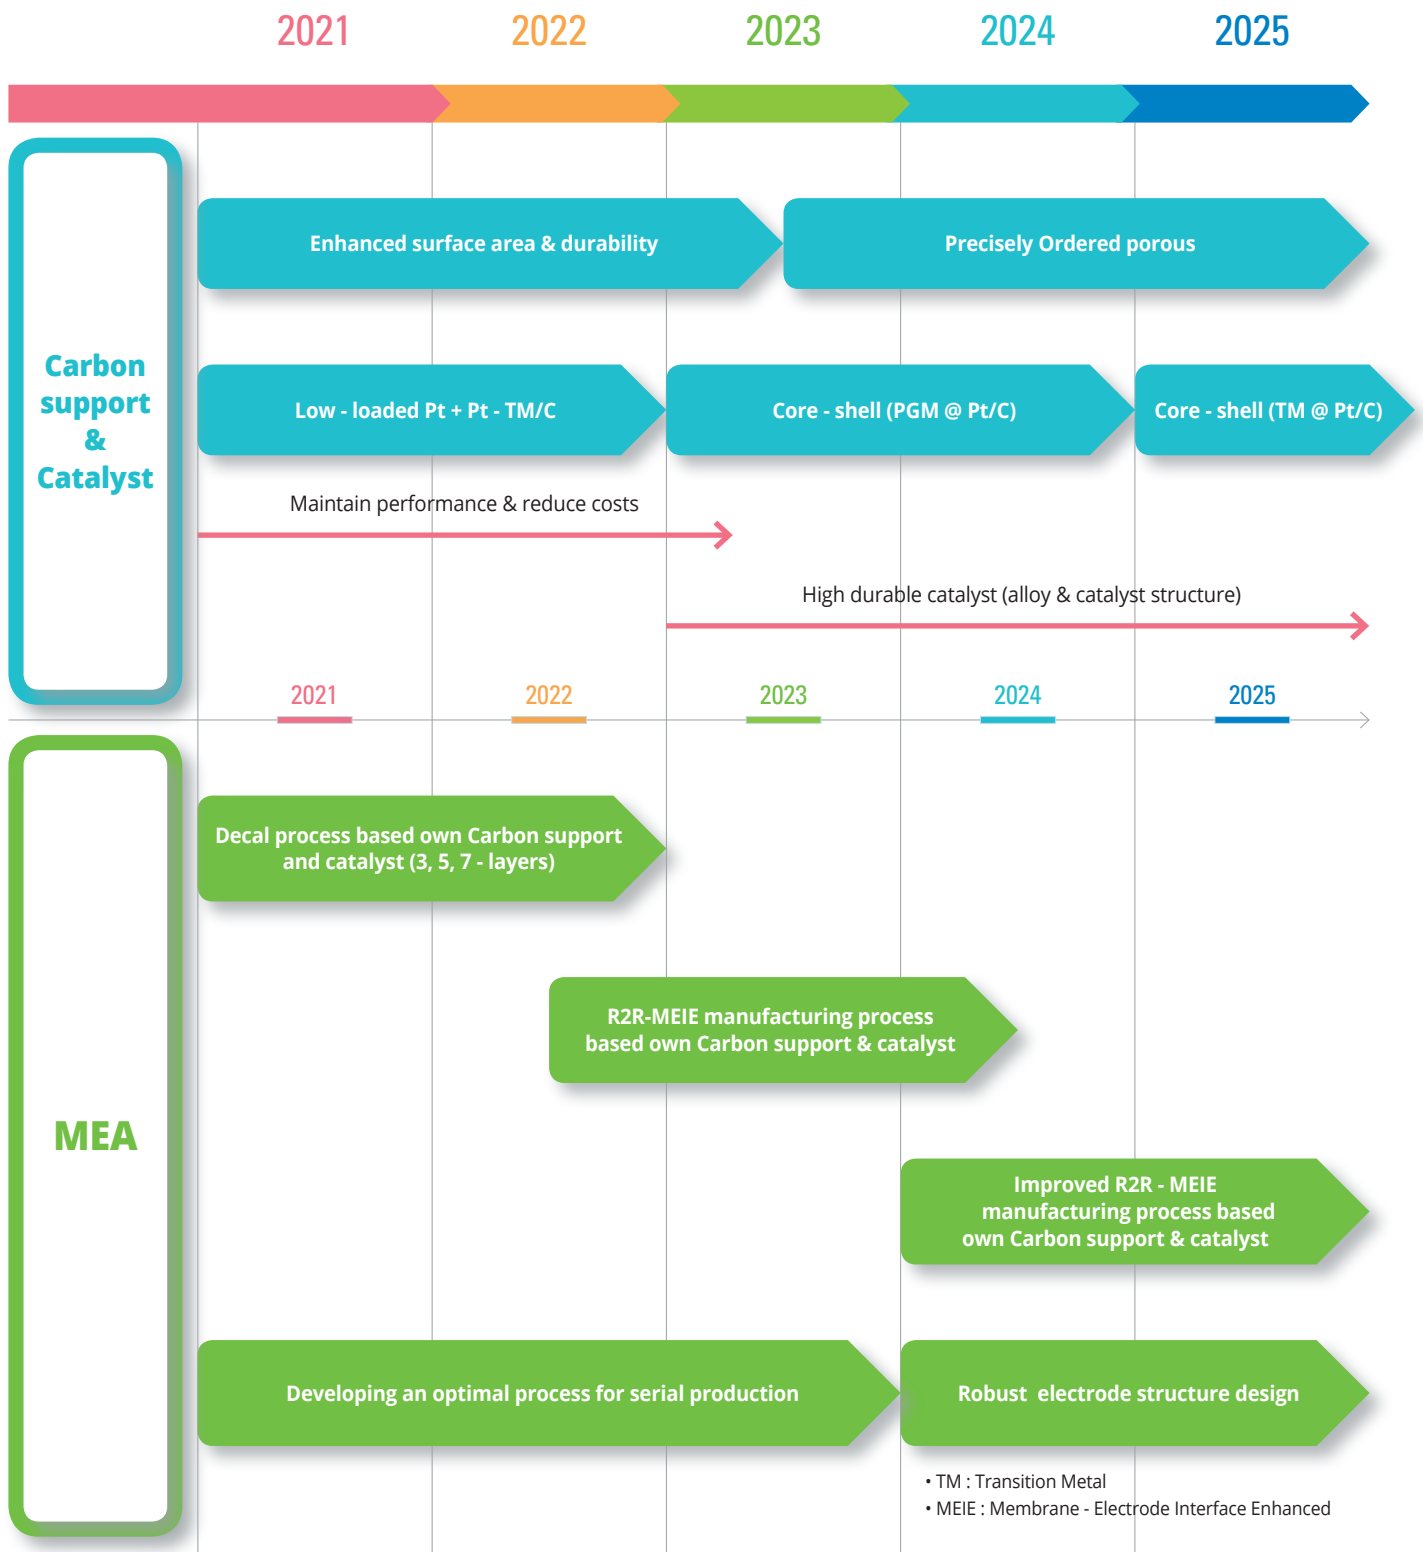 2021 2022 2023 2024 2025
Carbon
support
&
Catalyst
Enhanced surface area & durability
Precisely Ordered porous
Low - loaded Pt + Pt - TM/C
Core - shell (PGM @ Pt/C)
Core - shell (TM @ Pt/C)
Maintain performance & reduce costs
High durable catalyst (alloy & catalyst structure)
2021 2022 2023 2024 2025
MEA
Decal process based own Carbon support
and catalyst (3, 5, 7 - layers)
R2R-MEIE manufacturing process
based own Carbon support & catalyst
Improved R2R - MEIE
manufacturing process based
own Carbon support & catalyst
Developing an optimal process for serial production
Robust electrode structure design
• TM : Transition Metal
• MEIE : Membrane - Electrode Interface Enhanced